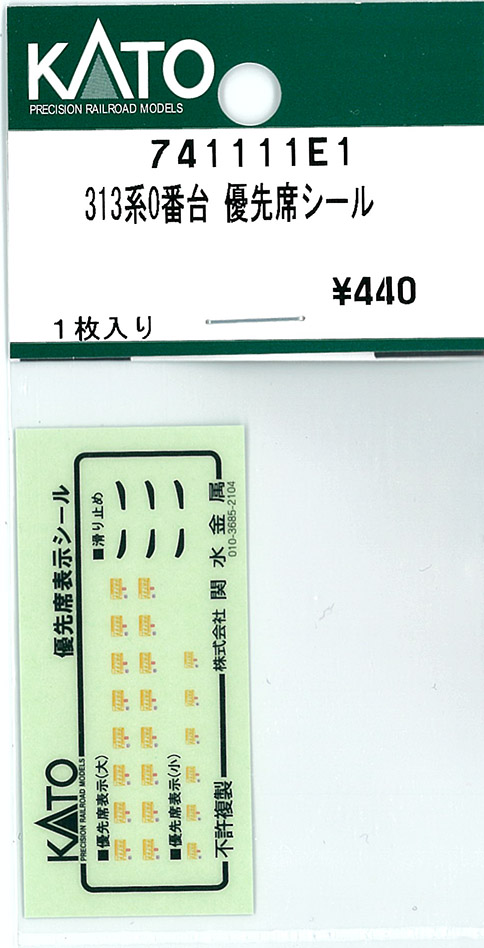 KATO
PRECISION RAILROAD MODELS
741111E1
313系0番台 優先席シール
¥440
1枚入り
KATO
PRECISION RAILROAD MODELS
優先席表示シール
■優先席表示(大)
■滑り止め
■優先席表示(小)
不許複製
株式会社 関水金属
010-3685-2104